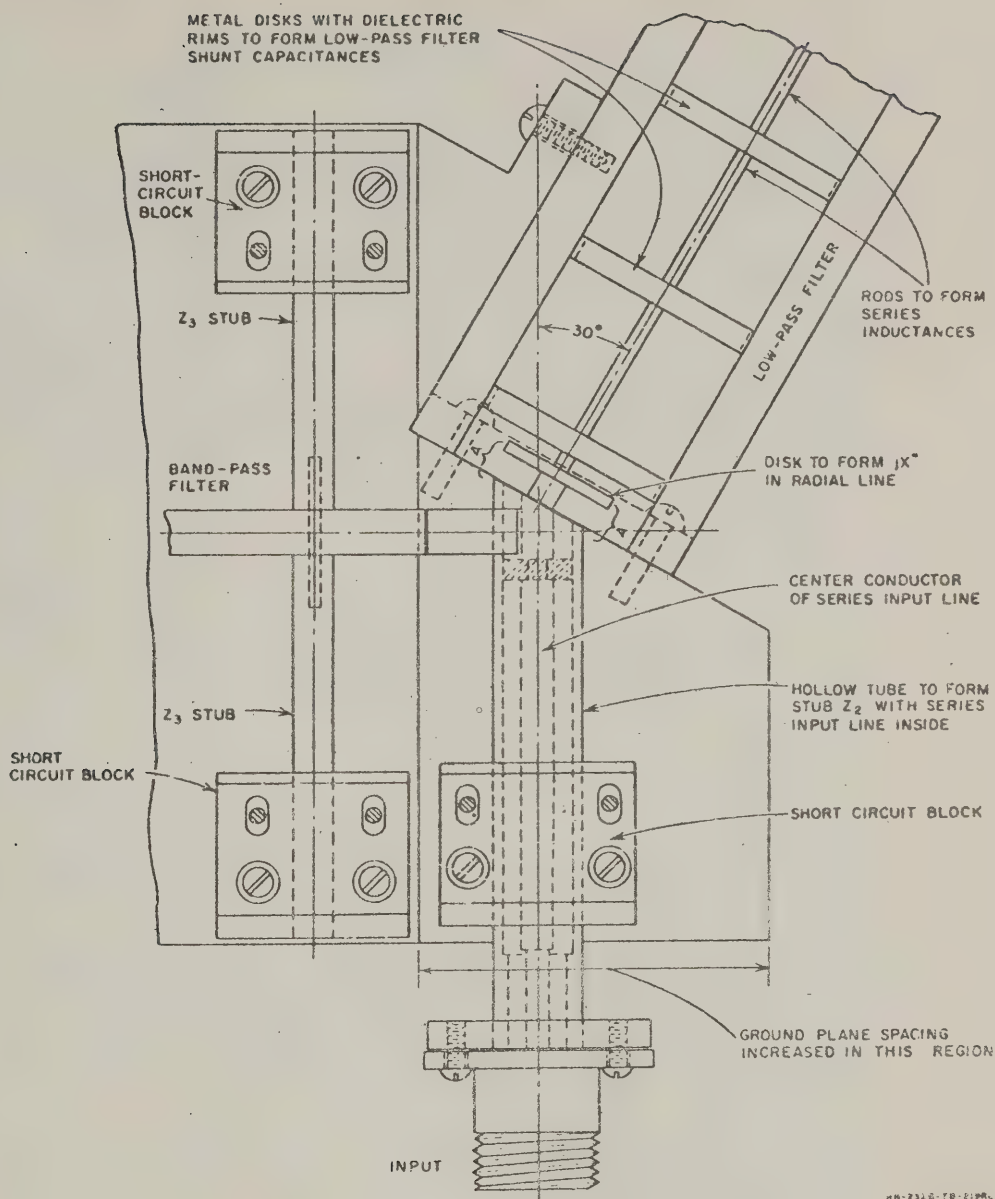 METAL DISKS WITH DIELECTRIC
RIMS TO FORM LOW-PASS FILTER
SHUNT CAPACITANCES
SHORT-
CIRCUIT
BLOCK
Z3 STUB
30°
LOW-PASS FILTER
RODS TO FORM
SERIES
INDUCTANCES
BAND-PASS
FILTER
A
A
DISK TO FORM jX"
IN RADIAL LINE
CENTER CONDUCTOR
OF SERIES INPUT LINE
HOLLOW TUBE TO FORM
STUB Z2 WITH SERIES
INPUT LINE INSIDE
Z3 STUB
SHORT
CIRCUIT BLOCK
SHORT CIRCUIT BLOCK
GROUND PLANE SPACING
INCREASED IN THIS REGION
INPUT